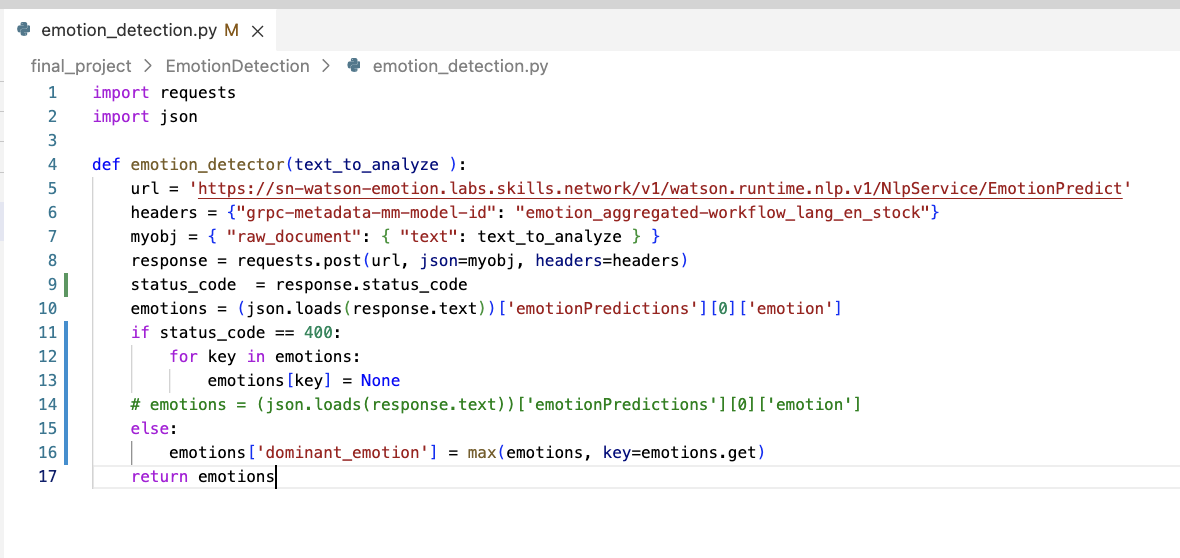 emotion_detection.py M ×
final_project > EmotionDetection > emotion_detection.py
1 import requests
2 import json
3
4 def emotion_detector(text_to_analyze ):
5     url = 'https://sn-watson-emotion.labs.skills.network/v1/watson.runtime.nlp.v1/NlpService/EmotionPredict'
6     headers = {"grpc-metadata-mm-model-id": "emotion_aggregated-workflow_lang_en_stock"}
7     myobj = { "raw_document": { "text": text_to_analyze } }
8     response = requests.post(url, json=myobj, headers=headers)
9     status_code  = response.status_code
10     emotions = (json.loads(response.text))['emotionPredictions'][0]['emotion']
11     if status_code == 400:
12         for key in emotions:
13             emotions[key] = None
14     # emotions = (json.loads(response.text))['emotionPredictions'][0]['emotion']
15     else:
16         emotions['dominant_emotion'] = max(emotions, key=emotions.get)
17     return emotions